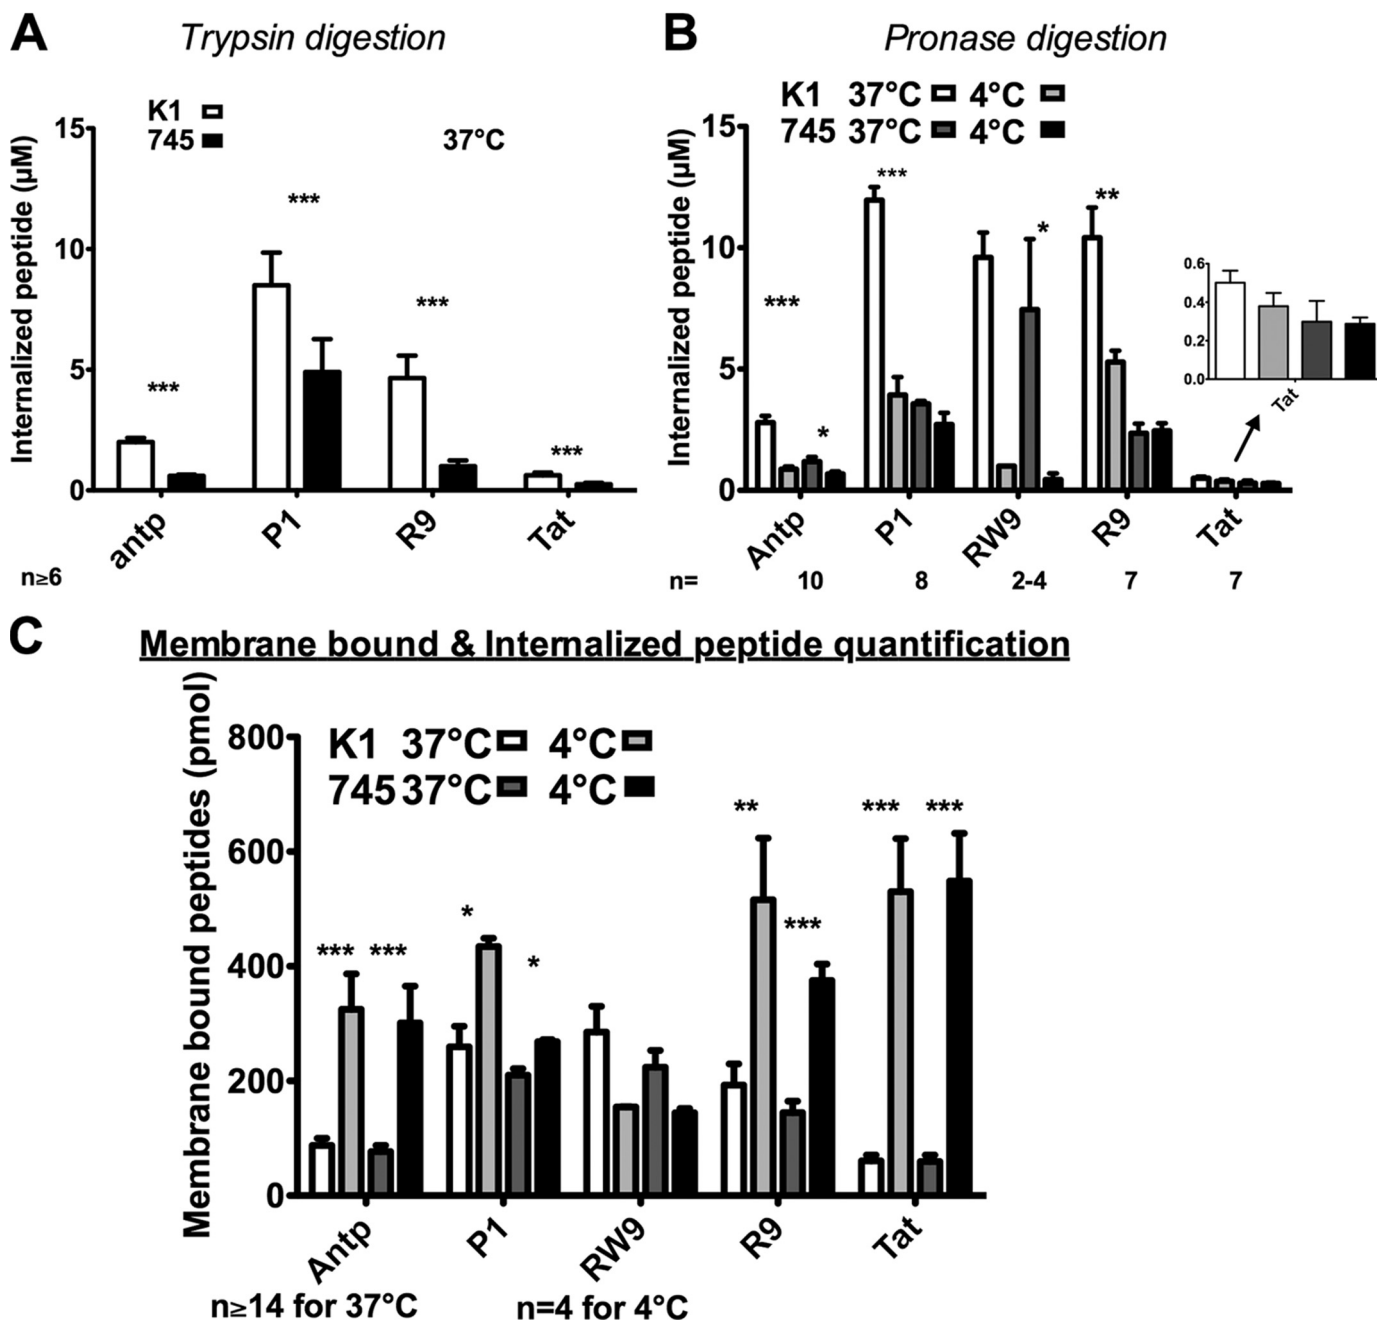 A
Trypsin digestion
K1
745
37°C
Internalized peptide (µM)
15
10
5
0
***
***
***
***
antp
P1
R9
Tat
n≥6
B
Pronase digestion
K1 37°C 4°C
745 37°C 4°C
Internalized peptide (µM)
15
10
5
0
***
*
***
*
**
0.6
0.4
0.2
0.0
Tat
Antp
P1
RW9
R9
Tat
n= 10 8 2-4 7 7
C
Membrane bound & Internalized peptide quantification
Membrane bound peptides (pmol)
800
600
400
200
0
K1 37°C 4°C
745 37°C 4°C
***
***
*
*
**
***
***
***
Antp
P1
RW9
R9
Tat
n≥14 for 37°C n=4 for 4°C